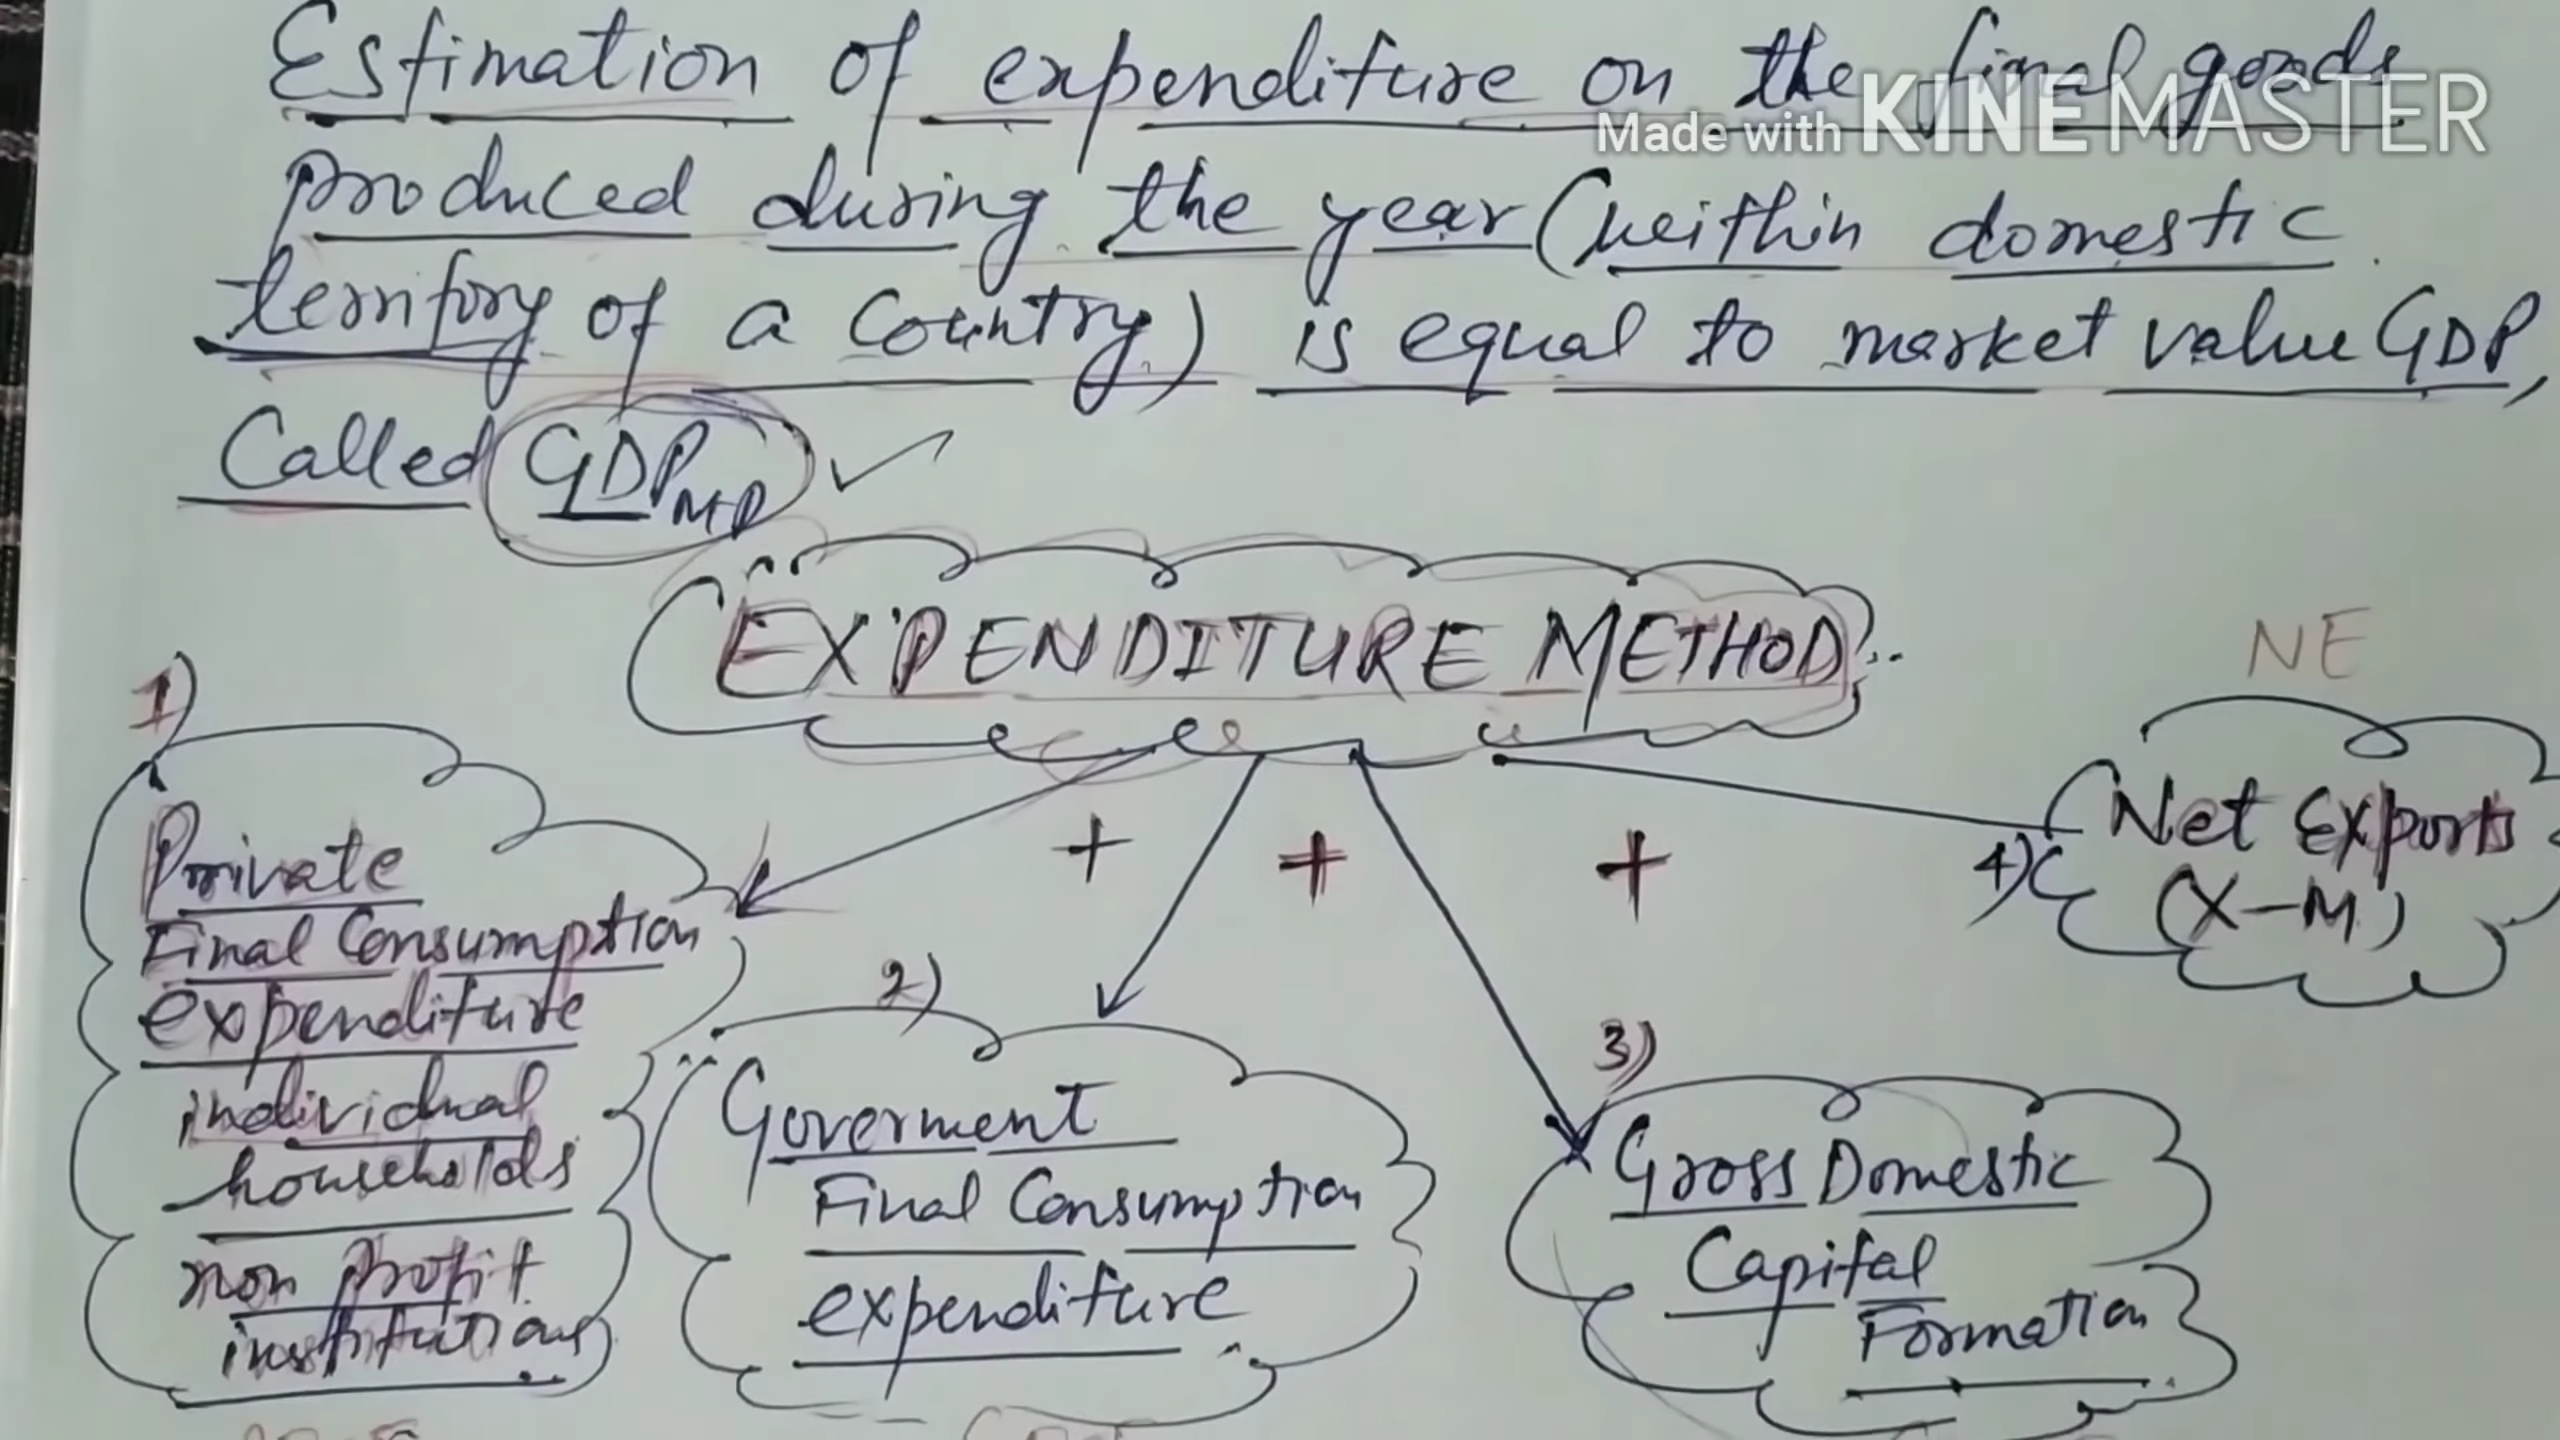 Estimation of expenditure on the final goods
Made with KINEMASTER
produced during the year (within domestic
territory of a Country) is equal to market value GDP,
Called GDP MP ✓
EXPENDITURE METHOD
NE
1)
Private
Final Consumption
expenditure
individual
households
non profit
institutions
+ + +
2)
Goverment
Final Consumption
expenditure
3)
Gross Domestic
Capital
Formation
4)
Net Exports
(X-M)